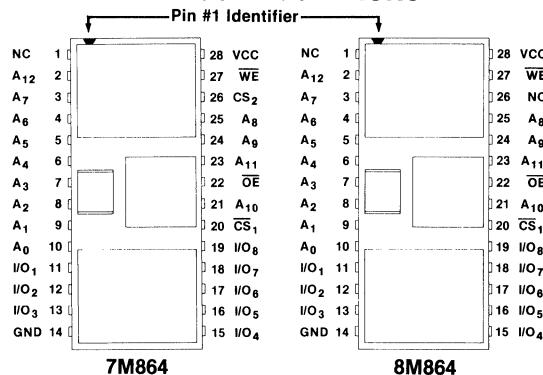 Pin #1 Identifier
NC 1 28 VCC
A12 2 27 WE
A7 3 26 CS2
A6 4 25 A8
A5 5 24 A9
A4 6 23 A11
A3 7 22 OE
A2 8 21 A10
A1 9 20 CS1
A0 10 19 I/O8
I/O1 11 18 I/O7
I/O2 12 17 I/O6
I/O3 13 16 I/O5
GND 14 15 I/O4
7M864
NC 1 28 VCC
A12 2 27 WE
A7 3 26 NC
A6 4 25 A8
A5 5 24 A9
A4 6 23 A11
A3 7 22 OE
A2 8 21 A10
A1 9 20 CS1
A0 10 19 I/O8
I/O1 11 18 I/O7
I/O2 12 17 I/O6
I/O3 13 16 I/O5
GND 14 15 I/O4
8M864